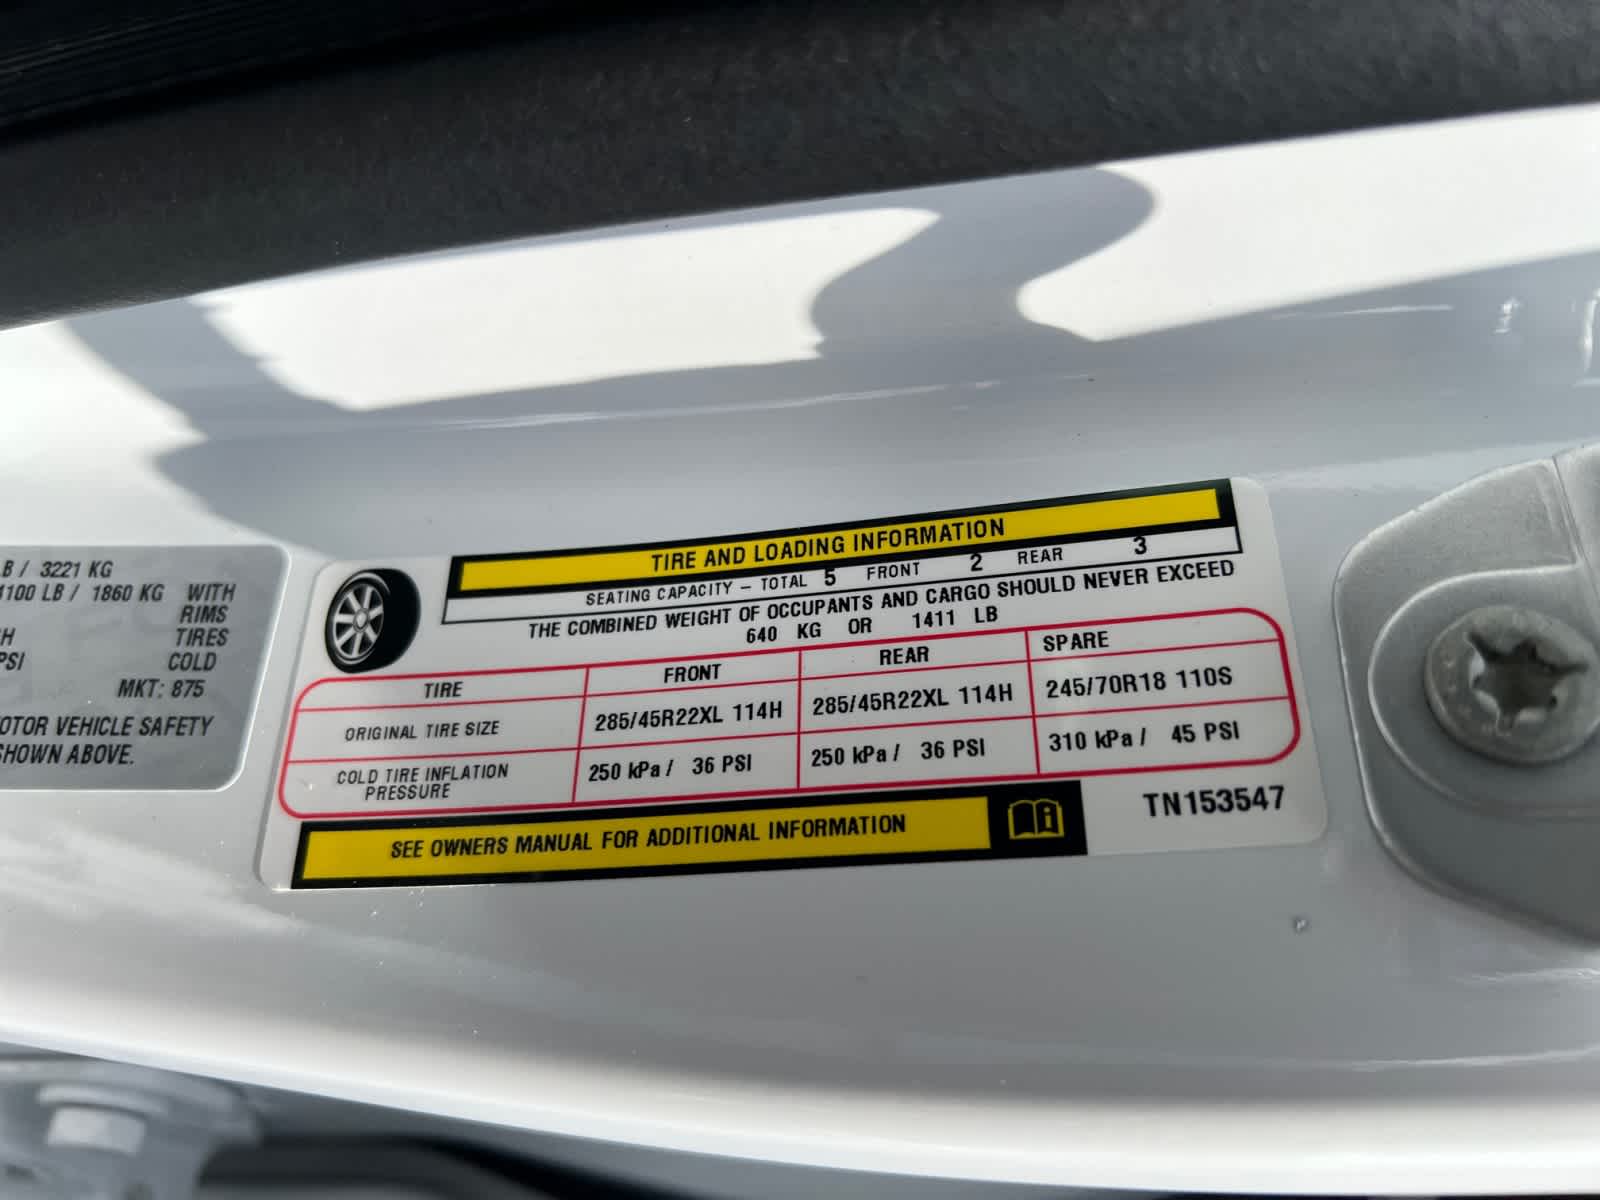 LB / 3221 KG
4100 LB / 1860 KG WITH
RIMS
TIRES
PSI COLD
MKT: 875
MOTOR VEHICLE SAFETY
SHOWN ABOVE.
TIRE AND LOADING INFORMATION
SEATING CAPACITY – TOTAL 5 FRONT 2 REAR 3
THE COMBINED WEIGHT OF OCCUPANTS AND CARGO SHOULD NEVER EXCEED
640 KG OR 1411 LB
TIRE FRONT REAR SPARE
ORIGINAL TIRE SIZE 285/45R22XL 114H 285/45R22XL 114H 245/70R18 110S
COLD TIRE INFLATION
PRESSURE 250 kPa / 36 PSI 250 kPa / 36 PSI 310 kPa / 45 PSI
SEE OWNERS MANUAL FOR ADDITIONAL INFORMATION
TN153547